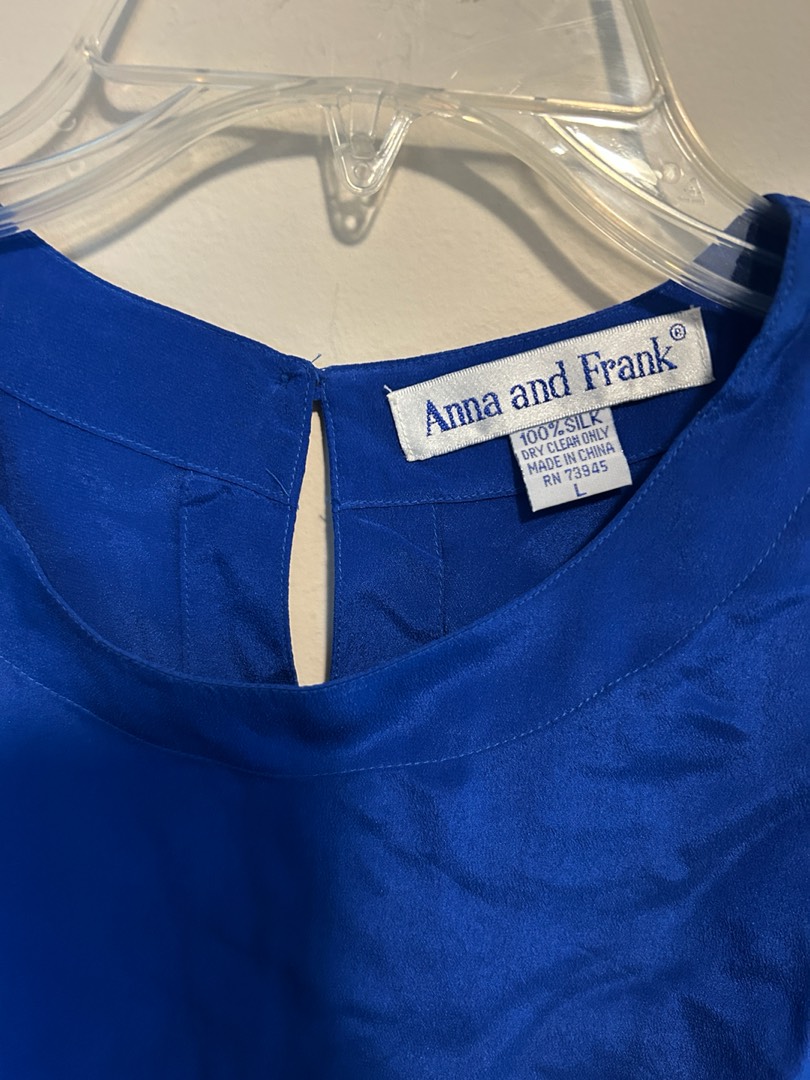 Anna and Frank®
100% SILK
DRY CLEAN ONLY
MADE IN CHINA
RN 73945
L